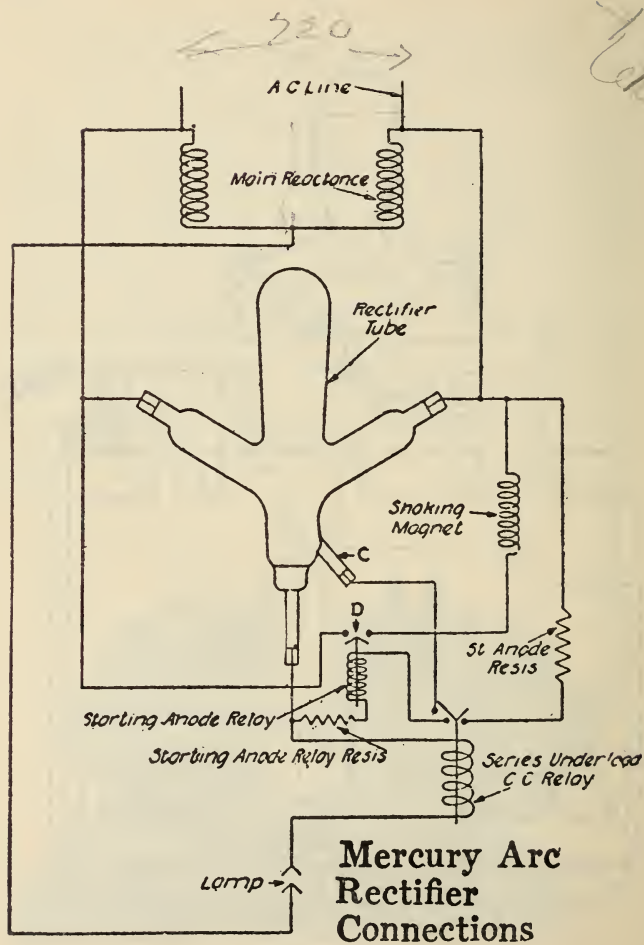 220
A C Line
Main Reactance
Rectifier
Tube
Shaking
Magnet
C
D
St Anode
Resis
Starting Anode Relay
Starting Anode Relay Resis
Series Underload
C C Relay
Lamp
Mercury Arc
Rectifier
Connections